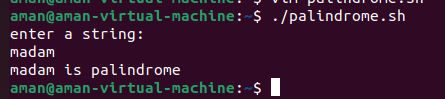 aman@aman-virtual-machine:~$ vim palindrome.sh
aman@aman-virtual-machine:~$ ./palindrome.sh
enter a string:
madam
madam is palindrome
aman@aman-virtual-machine:~$